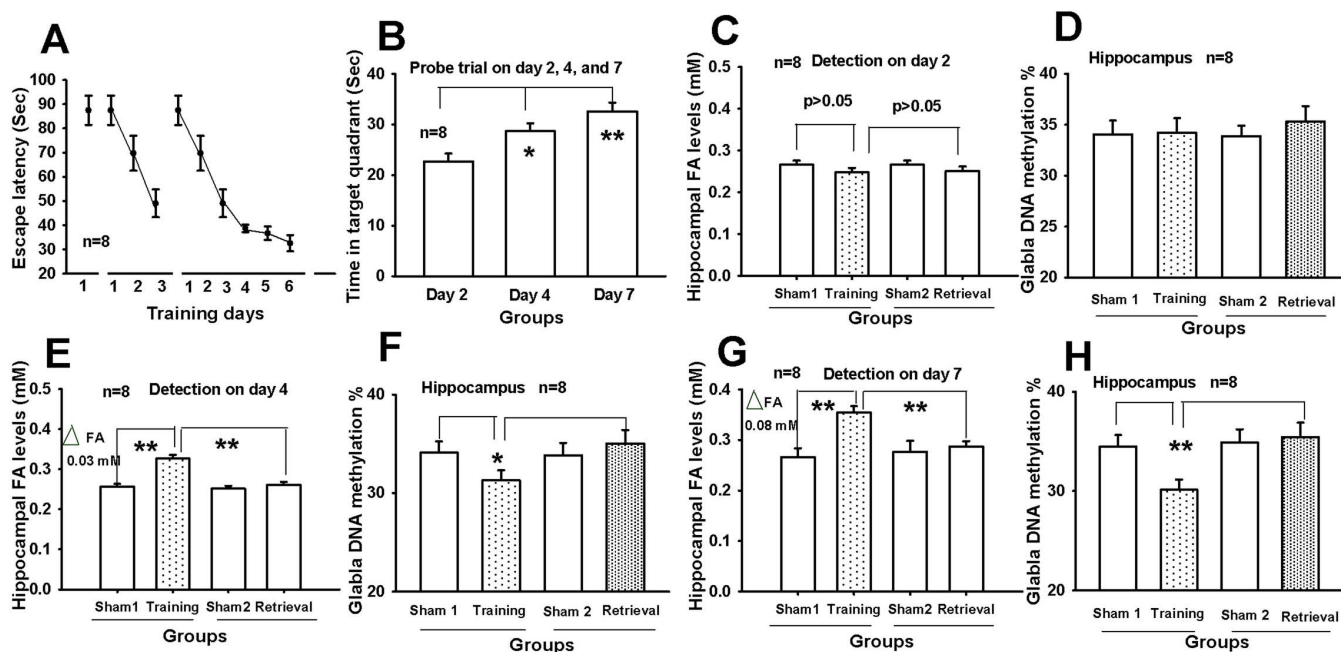 A
Escape latency (Sec)
100
90
80
70
60
50
40
30
20
n=8
1 1 2 3 1 2 3 4 5 6
Training days
B
Time in target quadrant (Sec)
Probe trial on day 2, 4, and 7
40
30
20
10
0
n=8
*
**
Day 2 Day 4 Day 7
Groups
C
Hippocampal FA levels (mM)
n=8 Detection on day 2
0.5
0.4
0.3
0.2
0.1
0.0
p>0.05 p>0.05
Sham1 Training Sham2 Retrieval
Groups
D
Glabla DNA methylation %
Hippocampus n=8
40
35
30
25
20
Sham 1 Training Sham 2 Retrieval
Groups
E
Hippocampal FA levels (mM)
n=8 Detection on day 4
0.5
0.4
0.3
0.2
0.1
0.0
△ FA
0.03 mM
** **
Sham1 Training Sham2 Retrieval
Groups
F
Glabla DNA methylation %
Hippocampus n=8
40
30
20
*
Sham 1 Training Sham 2 Retrieval
Groups
G
Hippocampal FA levels (mM)
n=8 Detection on day 7
0.4
0.3
0.2
0.1
0.0
△ FA
0.08 mM
** **
Sham1 Training Sham2 Retrieval
Groups
H
Glabla DNA methylation %
Hippocampus n=8
40
30
20
**
Sham 1 Training Sham 2 Retrieval
Groups